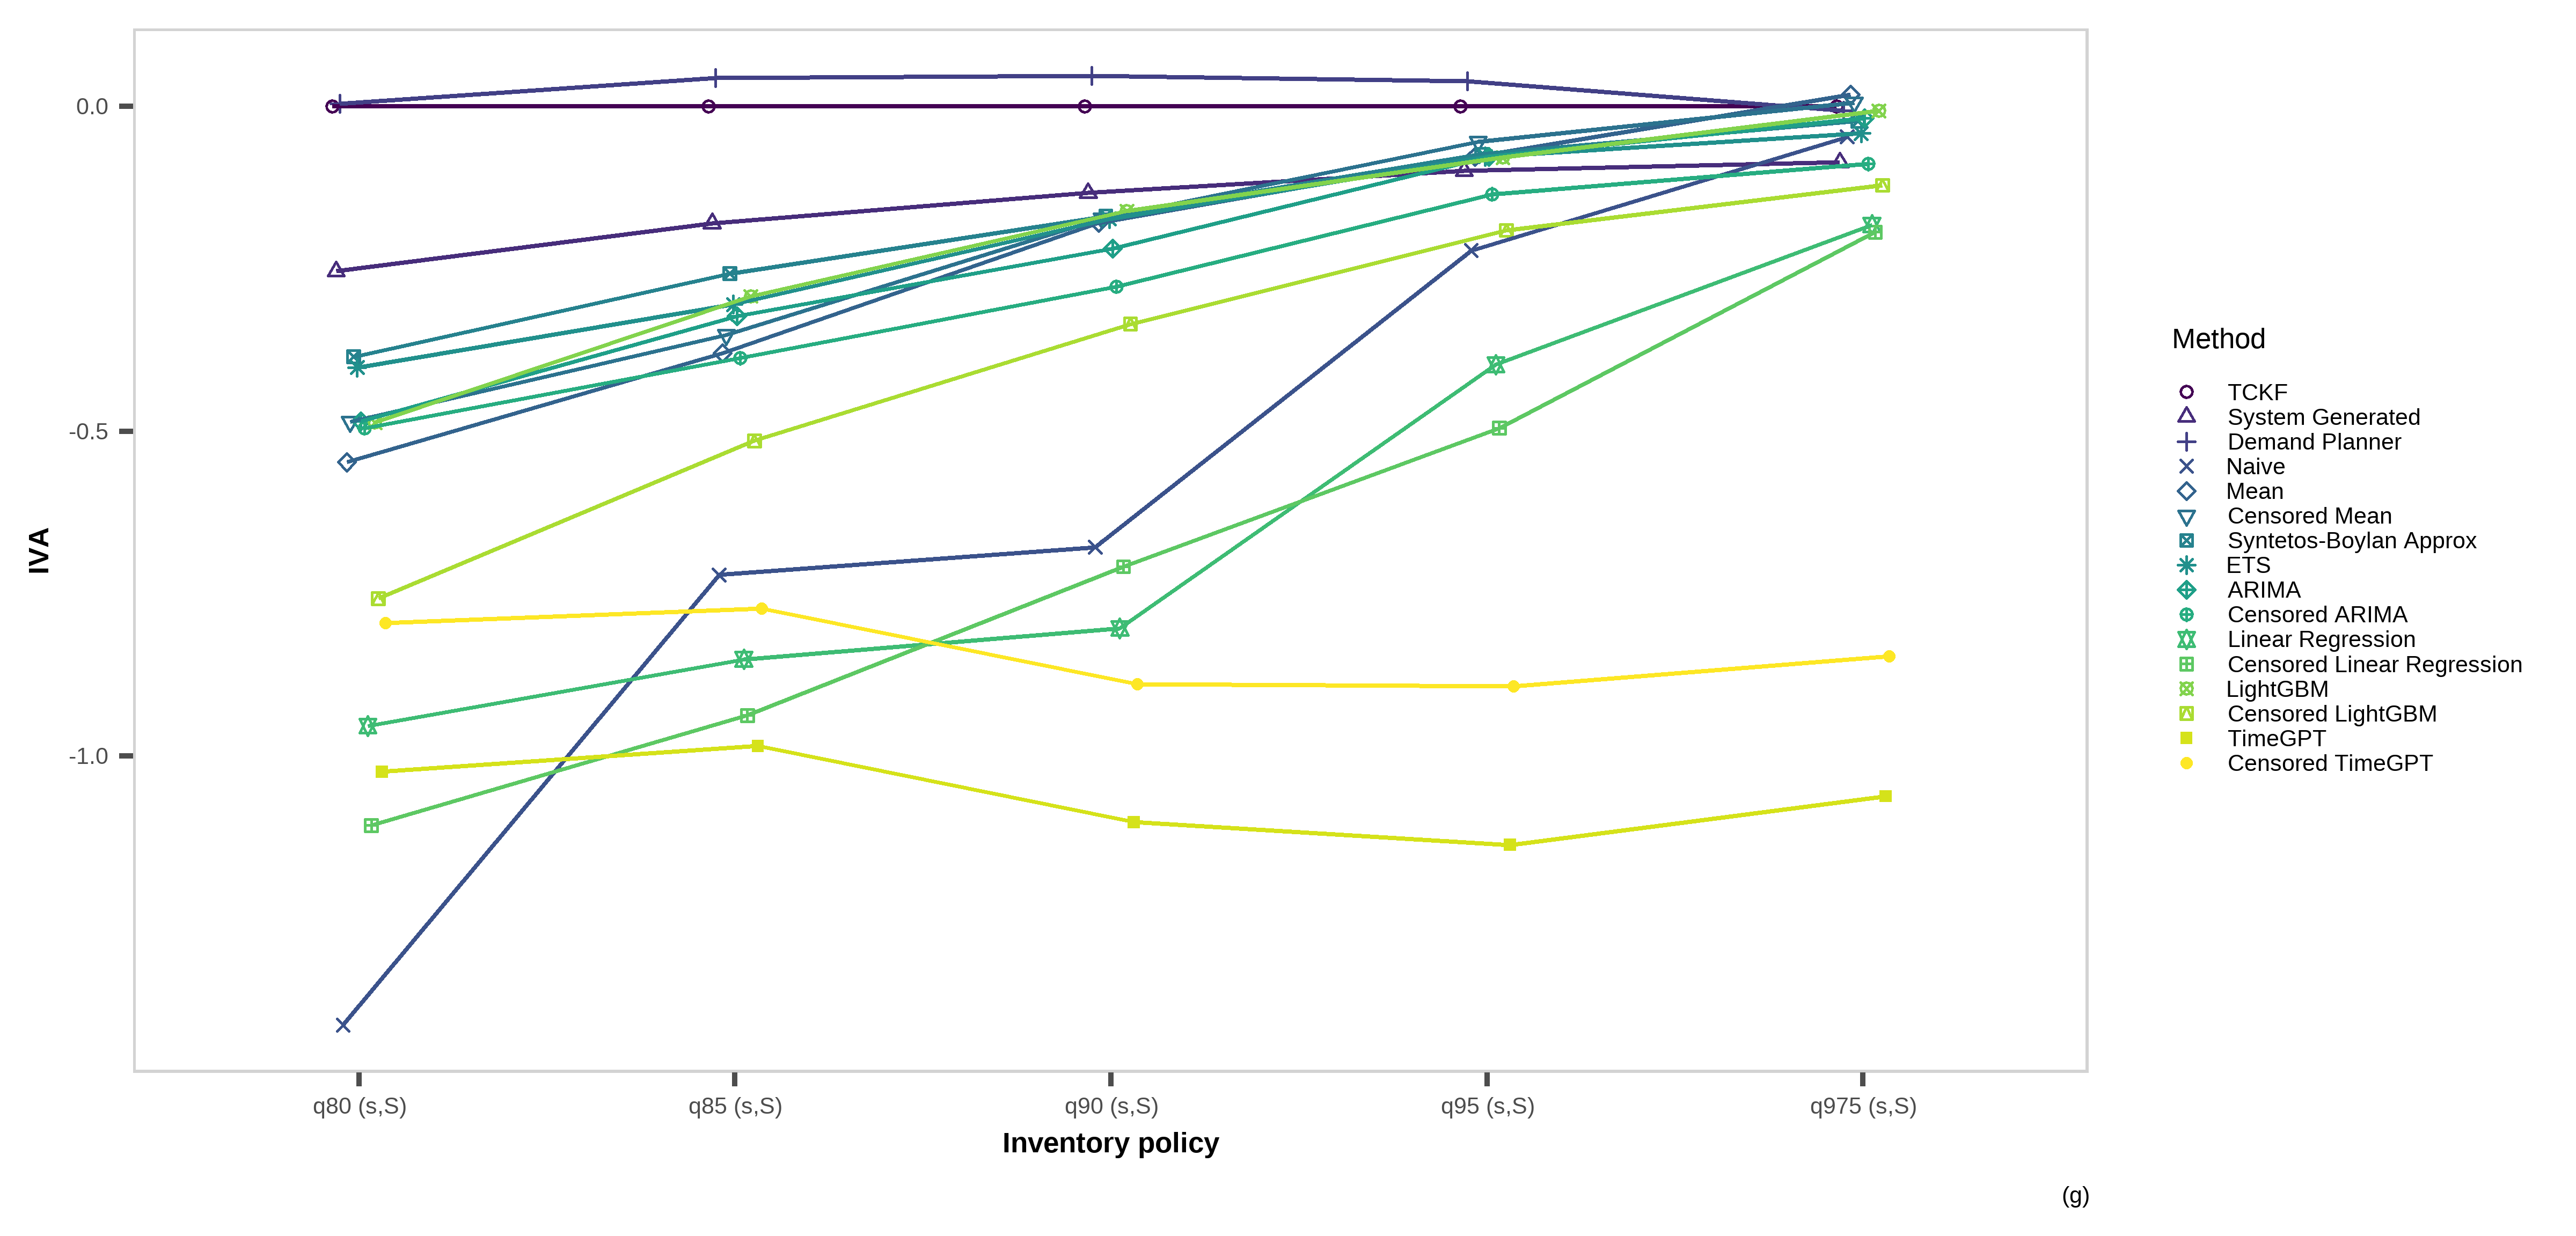 0.0
-0.5
-1.0
IVA
q80 (s,S)
q85 (s,S)
q90 (s,S)
q95 (s,S)
q975 (s,S)
Inventory policy
(g)
Method
TCKF
System Generated
Demand Planner
Naive
Mean
Censored Mean
Syntetos-Boylan Approx
ETS
ARIMA
Censored ARIMA
Linear Regression
Censored Linear Regression
LightGBM
Censored LightGBM
TimeGPT
Censored TimeGPT